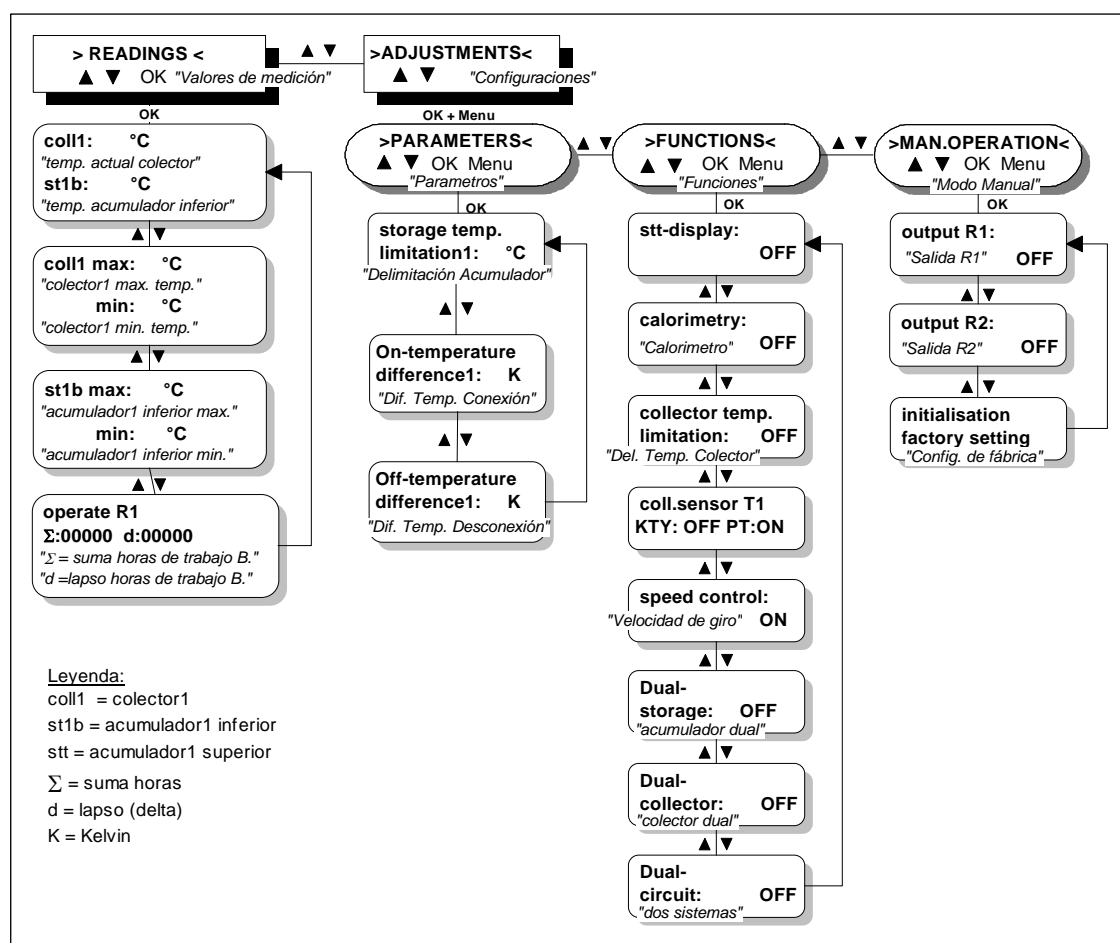 > READINGS <
▲ ▼ OK "Valores de medición"
▲ ▼
>ADJUSTMENTS<
▲ ▼ "Configuraciones"
OK
coll1: °C
"temp. actual colector"
st1b: °C
"temp. acumulador inferior"
▲ ▼
coll1 max: °C
"colector1 max. temp."
min: °C
"colector1 min. temp."
▲ ▼
st1b max: °C
"acumulador1 inferior max."
min: °C
"acumulador1 inferior min."
▲ ▼
operate R1
Σ:00000 d:00000
"Σ = suma horas de trabajo B."
"d =lapso horas de trabajo B."
OK + Menu
>PARAMETERS<
▲ ▼ OK Menu
"Parametros"
OK
storage temp.
limitation1: °C
"Delimitación Acumulador"
▲ ▼
On-temperature
difference1: K
"Dif. Temp. Conexión"
▲ ▼
Off-temperature
difference1: K
"Dif. Temp. Desconexión"
▲ ▼
>FUNCTIONS<
▲ ▼ OK Menu
"Funciones"
OK
stt-display:
OFF
▲ ▼
calorimetry:
"Calorimetro" OFF
▲ ▼
collector temp.
limitation: OFF
"Del. Temp. Colector"
▲ ▼
coll.sensor T1
KTY: OFF PT:ON
▲ ▼
speed control:
"Velocidad de giro" ON
▲ ▼
Dual-
storage: OFF
"acumulador dual"
▲ ▼
Dual-
collector: OFF
"colector dual"
▲ ▼
Dual-
circuit: OFF
"dos sistemas"
▲ ▼
>MAN.OPERATION<
▲ ▼ OK Menu
"Modo Manual"
OK
output R1:
"Salida R1" OFF
▲ ▼
output R2:
"Salida R2" OFF
▲ ▼
initialisation
factory setting
"Config. de fábrica"
Leyenda:
coll1 = colector1
st1b = acumulador1 inferior
stt = acumulador1 superior
Σ = suma horas
d = lapso (delta)
K = Kelvin